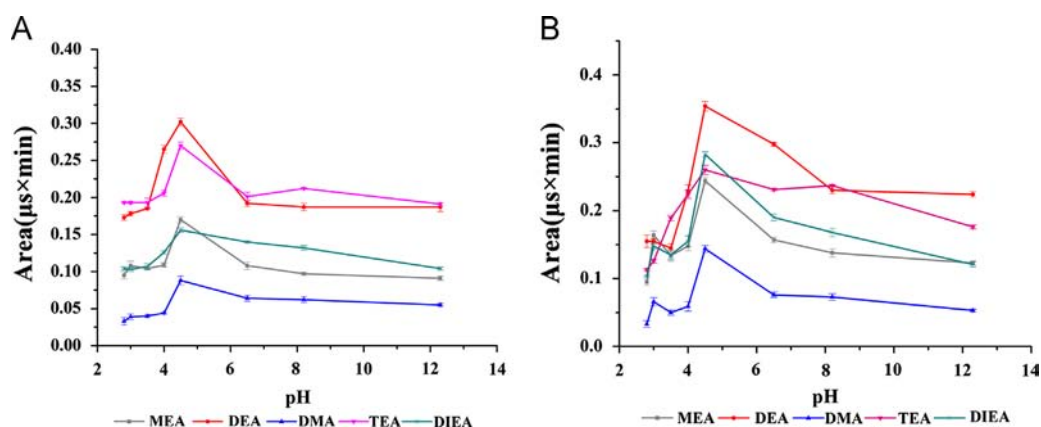 A
Area(μs×min)
0.40
0.35
0.30
0.25
0.20
0.15
0.10
0.05
0.00
2 4 6 8 10 12 14
pH
MEA DEA DMA TEA DIEA
B
Area(μs×min)
0.4
0.3
0.2
0.1
0.0
2 4 6 8 10 12 14
pH
MEA DEA DMA TEA DIEA